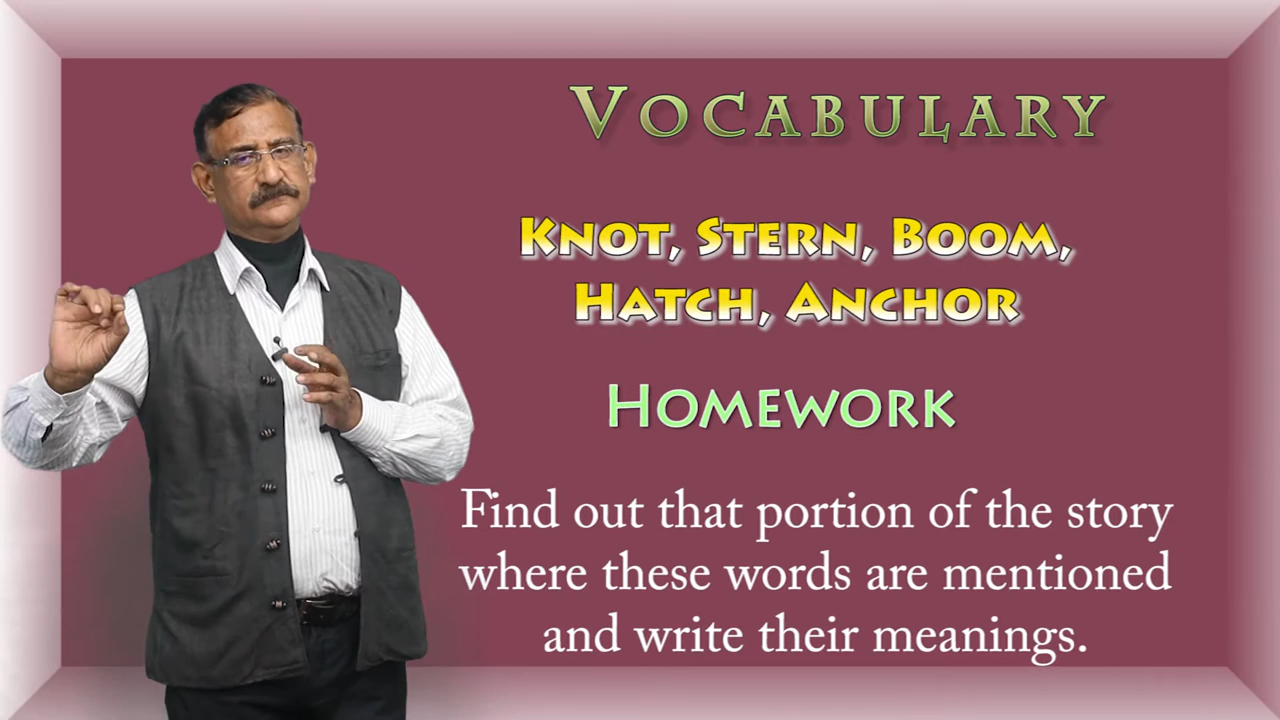 VOCABULARY
KNOT, STERN, BOOM,
HATCH, ANCHOR
HOMEWORK
Find out that portion of the story
where these words are mentioned
and write their meanings.